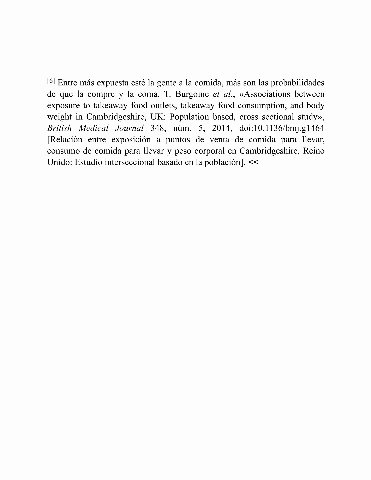 [6] Entre más expuesta esté la gente a la comida, más son las probabilidades
de que la compre y la coma. T. Burgoine et al., «Associations between
exposure to takeaway food outlets, takeaway food consumption, and body
weight in Cambridgeshire, UK: Population based, cross sectional study»,
British Medical Journal 348, núm. 5, 2014, doi:10.1136/bmj.g1464
[Relación entre exposición a puntos de venta de comida para llevar,
consumo de comida para llevar y peso corporal en Cambridgeshire, Reino
Unido: Estudio interseccional basado en la población]. <<